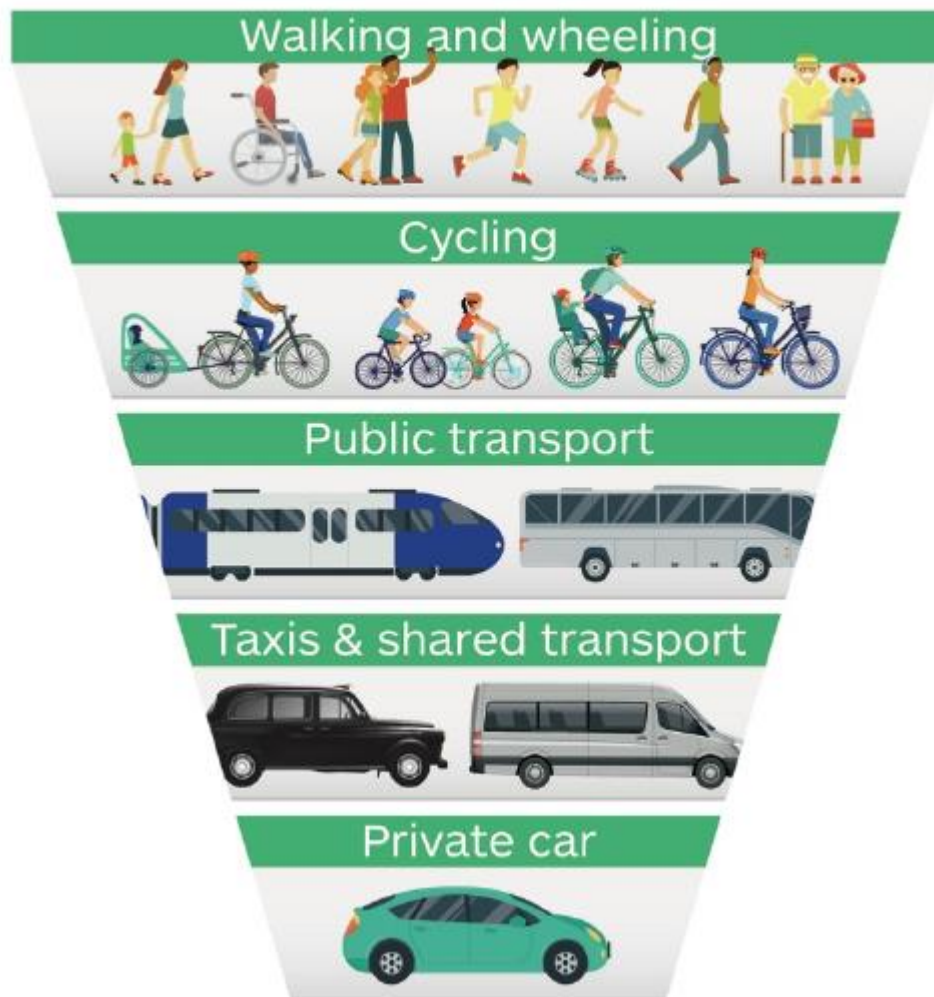 Walking and wheeling
Cycling
Public transport
Taxis & shared transport
Private car